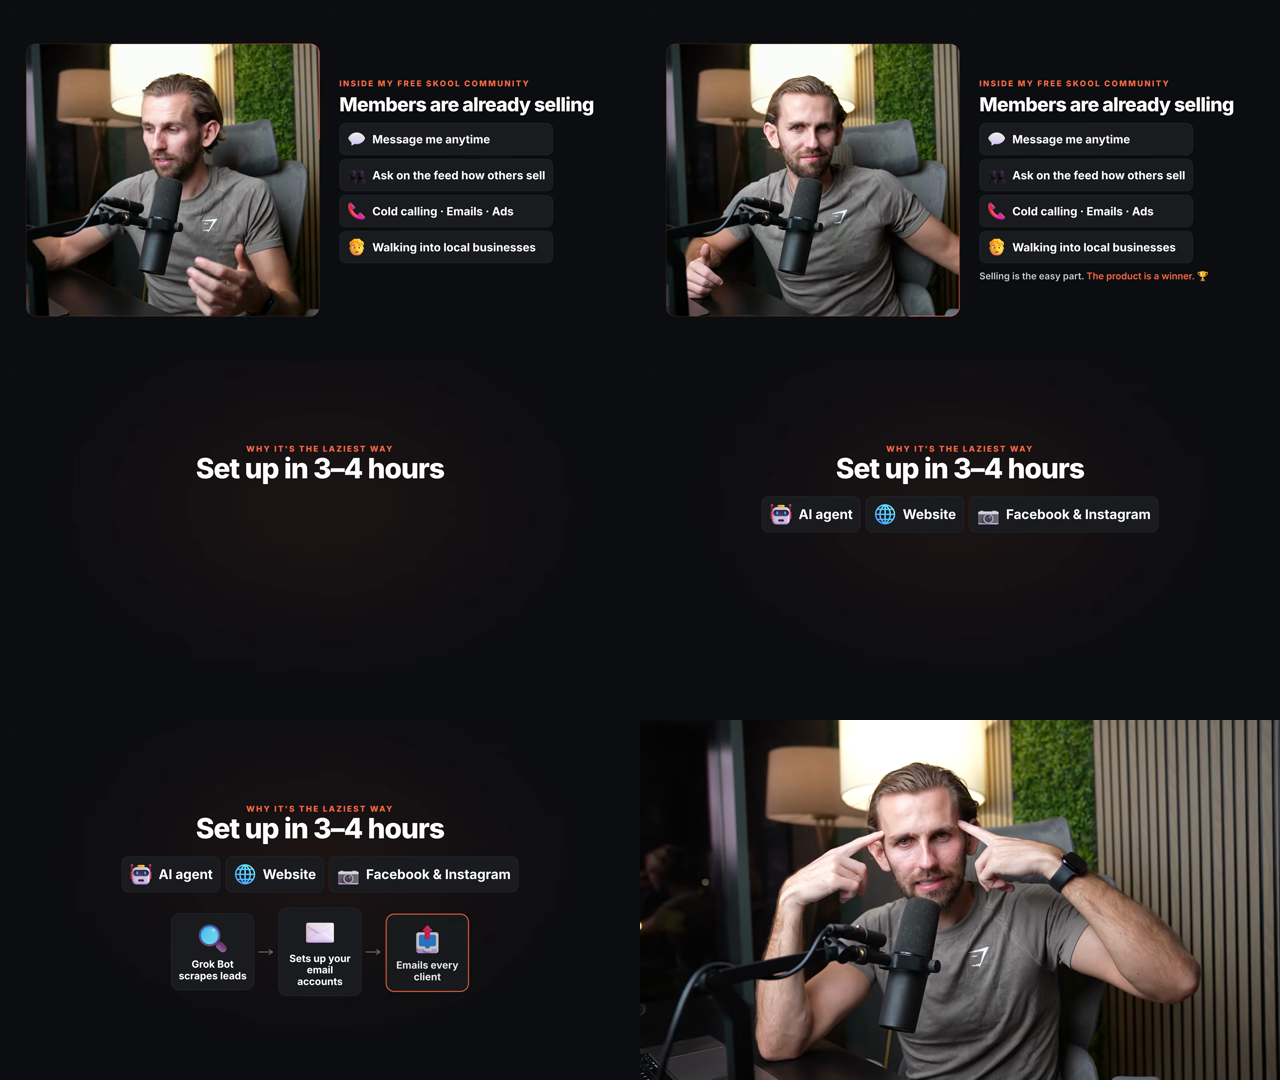 INSIDE MY FREE SKOOL COMMUNITY
Members are already selling
Message me anytime
Ask on the feed how others sell
Cold calling · Emails · Ads
Walking into local businesses
INSIDE MY FREE SKOOL COMMUNITY
Members are already selling
Message me anytime
Ask on the feed how others sell
Cold calling · Emails · Ads
Walking into local businesses
Selling is the easy part. The product is a winner. 🏆
WHY IT'S THE LAZIEST WAY
Set up in 3–4 hours
WHY IT'S THE LAZIEST WAY
Set up in 3–4 hours
AI agent
Website
Facebook & Instagram
WHY IT'S THE LAZIEST WAY
Set up in 3–4 hours
AI agent
Website
Facebook & Instagram
Grok Bot
scrapes leads
Sets up your
email
accounts
Emails every
client